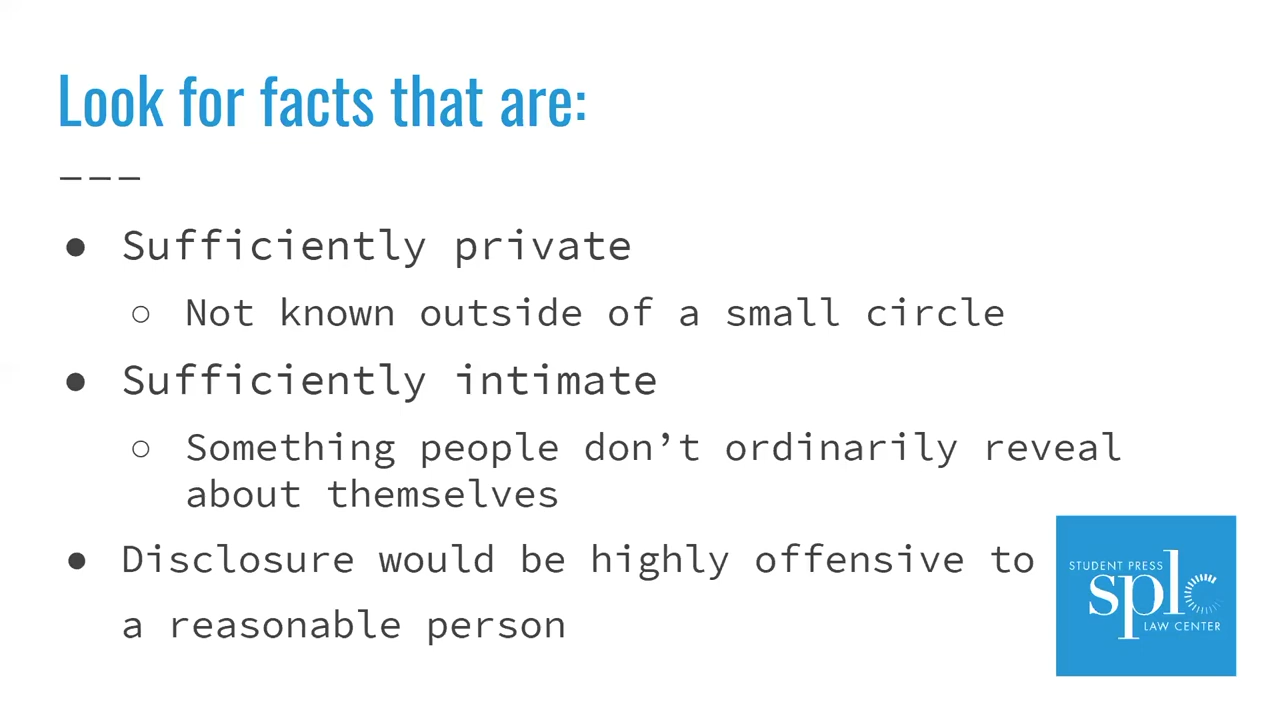 Look for facts that are:
———
● Sufficiently private
○ Not known outside of a small circle
● Sufficiently intimate
○ Something people don’t ordinarily reveal
about themselves
● Disclosure would be highly offensive to
a reasonable person
STUDENT PRESS
splc
LAW CENTER